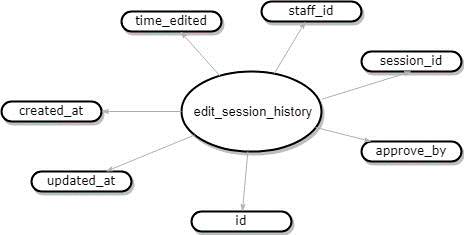 staff_id
time_edited
session_id
created_at
edit_session_history
approve_by
updated_at
id